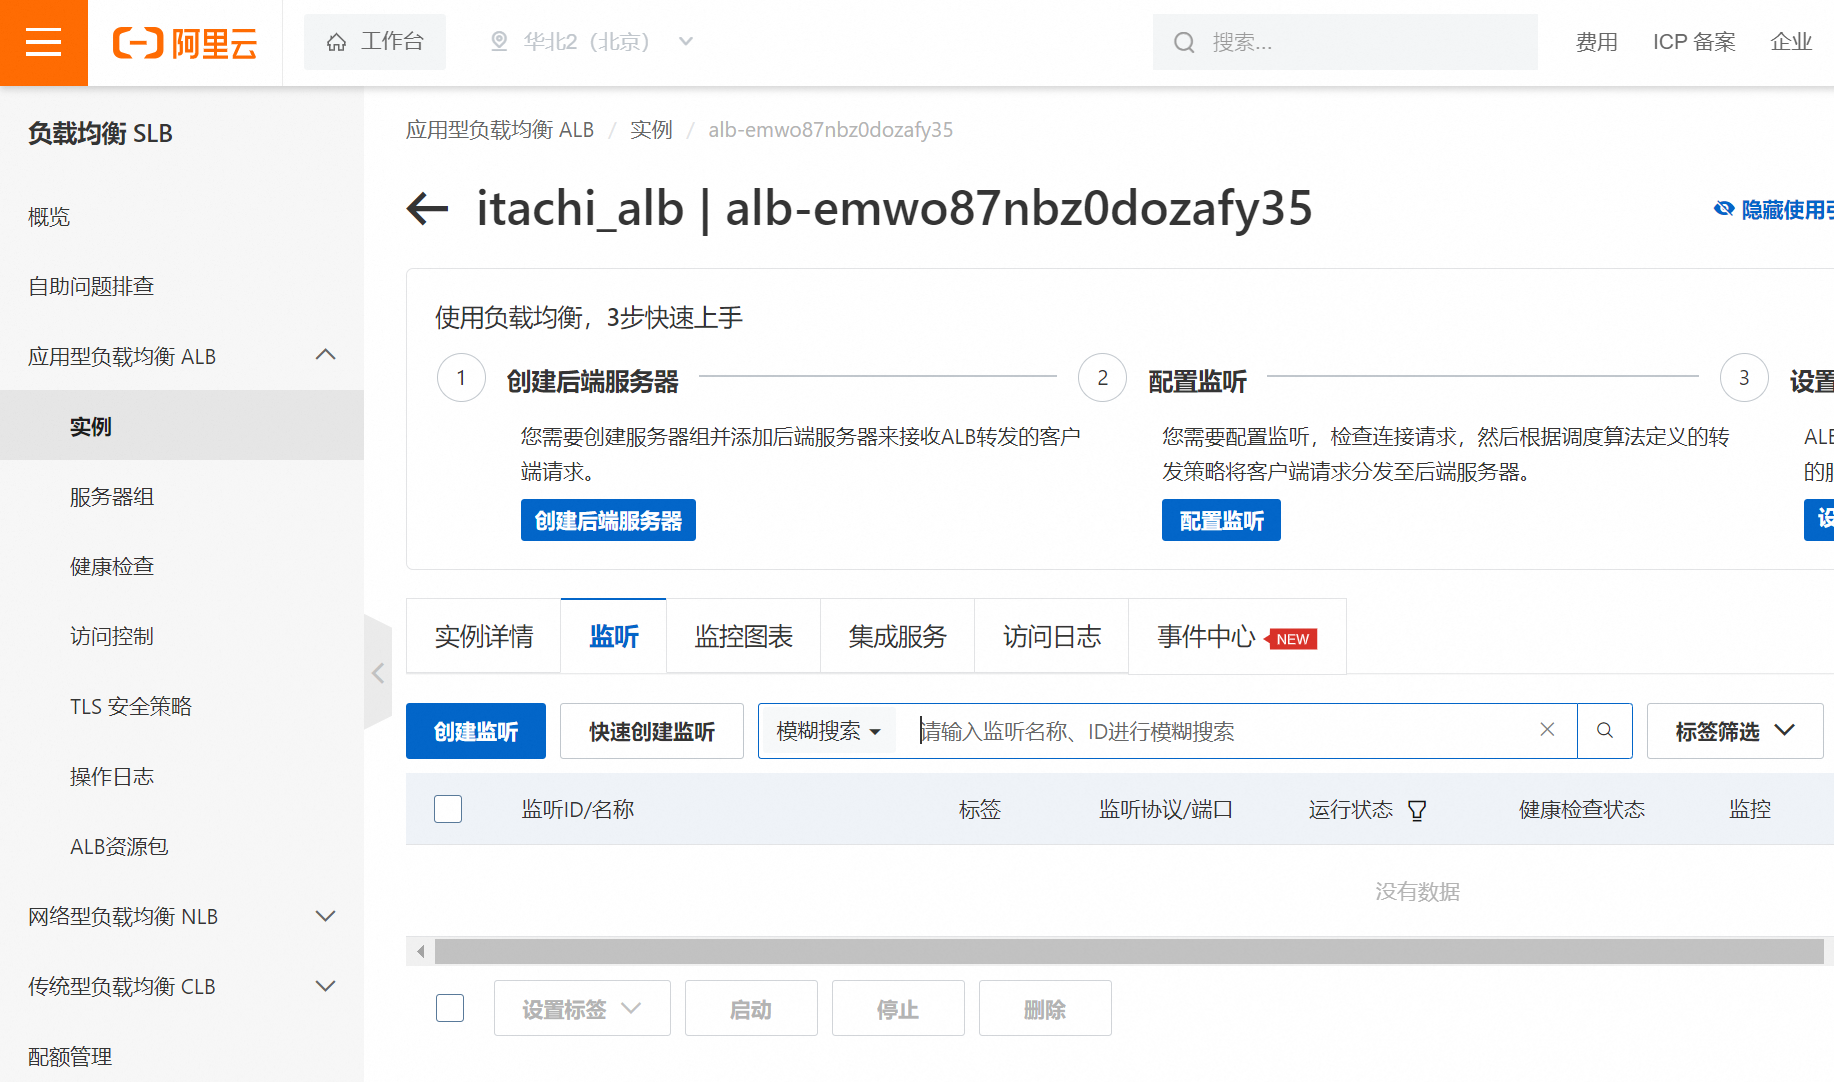 阿里云
工作台
华北2（北京）
搜索...
费用
ICP 备案
企业
负载均衡 SLB
概览
自助问题排查
应用型负载均衡 ALB
实例
服务器组
健康检查
访问控制
TLS 安全策略
操作日志
ALB资源包
网络型负载均衡 NLB
传统型负载均衡 CLB
配额管理
应用型负载均衡 ALB / 实例 / alb-emwo87nbz0dozafy35
itachi_alb | alb-emwo87nbz0dozafy35
隐藏使用引
使用负载均衡，3步快速上手
1 创建后端服务器
您需要创建服务器组并添加后端服务器来接收ALB转发的客户
端请求。
创建后端服务器
2 配置监听
您需要配置监听，检查连接请求，然后根据调度算法定义的转
发策略将客户端请求分发至后端服务器。
配置监听
3 设置
ALB
的服
设
实例详情
监听
监控图表
集成服务
访问日志
事件中心 NEW
创建监听
快速创建监听
模糊搜索
请输入监听名称、ID进行模糊搜索
标签筛选
监听ID/名称
标签
监听协议/端口
运行状态
健康检查状态
监控
没有数据
设置标签
启动
停止
删除